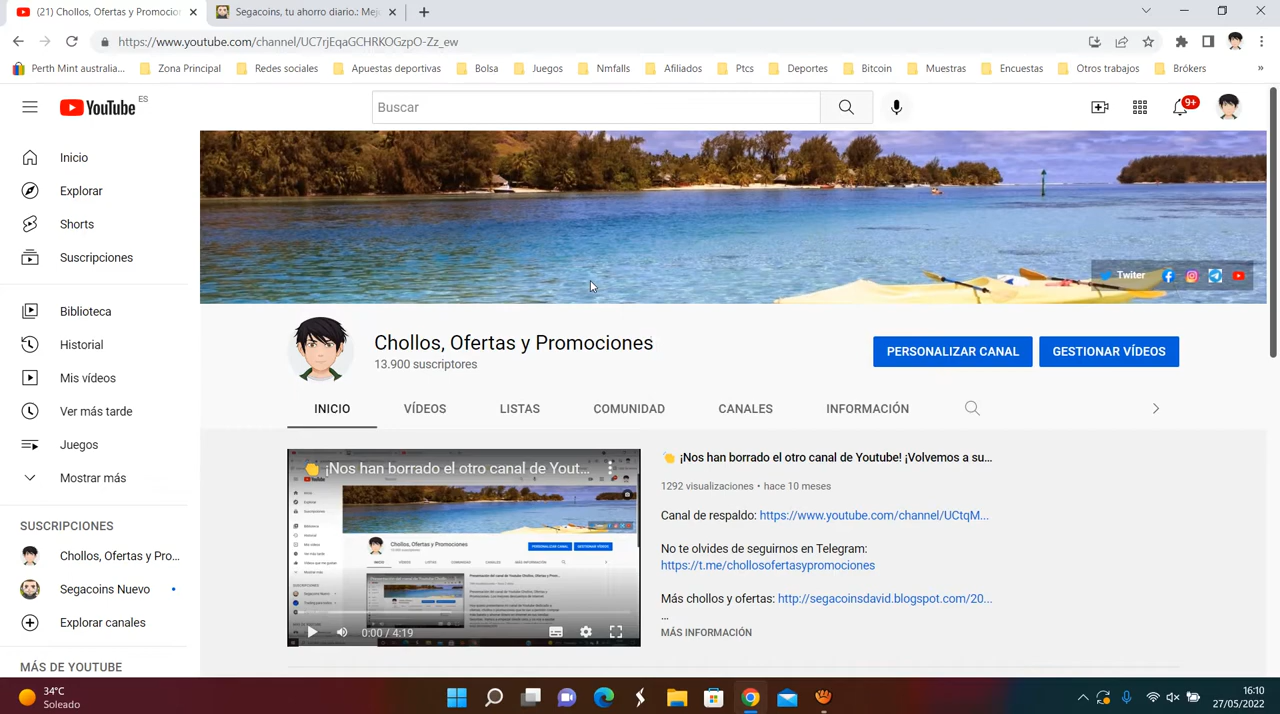 (21) Chollos, Ofertas y Promocion
Segacoins, tu ahorro diario.: Mej
https://www.youtube.com/channel/UC7rjEqaGCHRKOGzpO-Zz_ew
Perth Mint australia... Zona Principal Redes sociales Apuestas deportivas Bolsa Juegos Nmfalls Afiliados Ptcs Deportes Bitcoin Muestras Encuestas Otros trabajos Brókers »
YouTube ES
Buscar
9+
Inicio
Explorar
Shorts
Suscripciones
Biblioteca
Historial
Mis vídeos
Ver más tarde
Juegos
Mostrar más
SUSCRIPCIONES
Chollos, Ofertas y Pro...
Segacoins Nuevo
Explorar canales
MÁS DE YOUTUBE
Twiter
Chollos, Ofertas y Promociones
13.900 suscriptores
PERSONALIZAR CANAL
GESTIONAR VÍDEOS
INICIO VÍDEOS LISTAS COMUNIDAD CANALES INFORMACIÓN
¡Nos han borrado el otro canal de Yout...
Chollos, Ofertas y Promociones
0:00 / 4:19
¡Nos han borrado el otro canal de Youtube! ¡Volvemos a su...
1292 visualizaciones • hace 10 meses
Canal de respaldo: https://www.youtube.com/channel/UCtqM...
No te olvides de seguirnos en Telegram:
https://t.me/chollosofertasypromociones
Más chollos y ofertas: http://segacoinsdavid.blogspot.com/20...
...
MÁS INFORMACIÓN
34°C
Soleado
16:10
27/05/2022